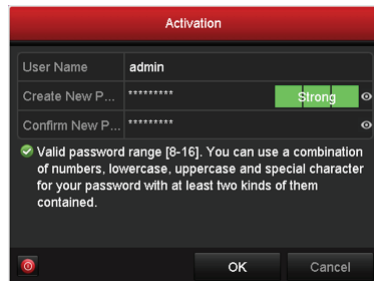 Activation
User Name admin
Create New P... ********* Strong
Confirm New P... *********
Valid password range [8-16]. You can use a combination
of numbers, lowercase, uppercase and special character
for your password with at least two kinds of them
contained.
OK Cancel